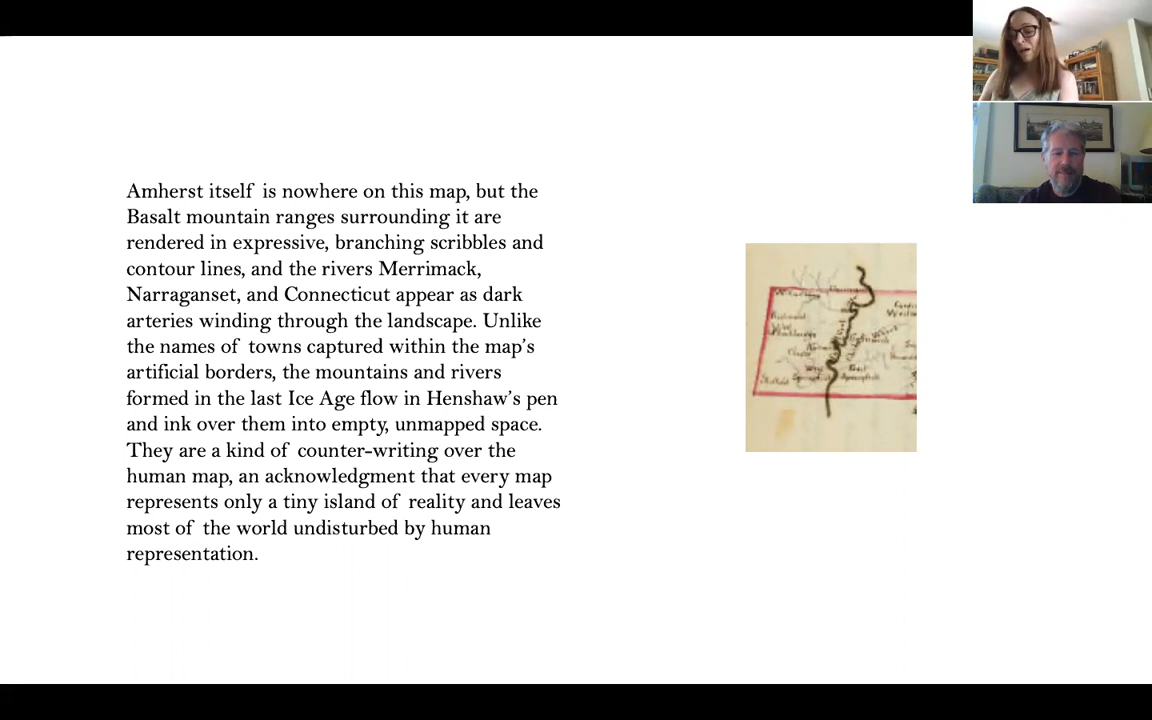 Amherst itself is nowhere on this map, but the
Basalt mountain ranges surrounding it are
rendered in expressive, branching scribbles and
contour lines, and the rivers Merrimack,
Narraganset, and Connecticut appear as dark
arteries winding through the landscape. Unlike
the names of towns captured within the map’s
artificial borders, the mountains and rivers
formed in the last Ice Age flow in Henshaw’s pen
and ink over them into empty, unmapped space.
They are a kind of counter-writing over the
human map, an acknowledgment that every map
represents only a tiny island of reality and leaves
most of the world undisturbed by human
representation.